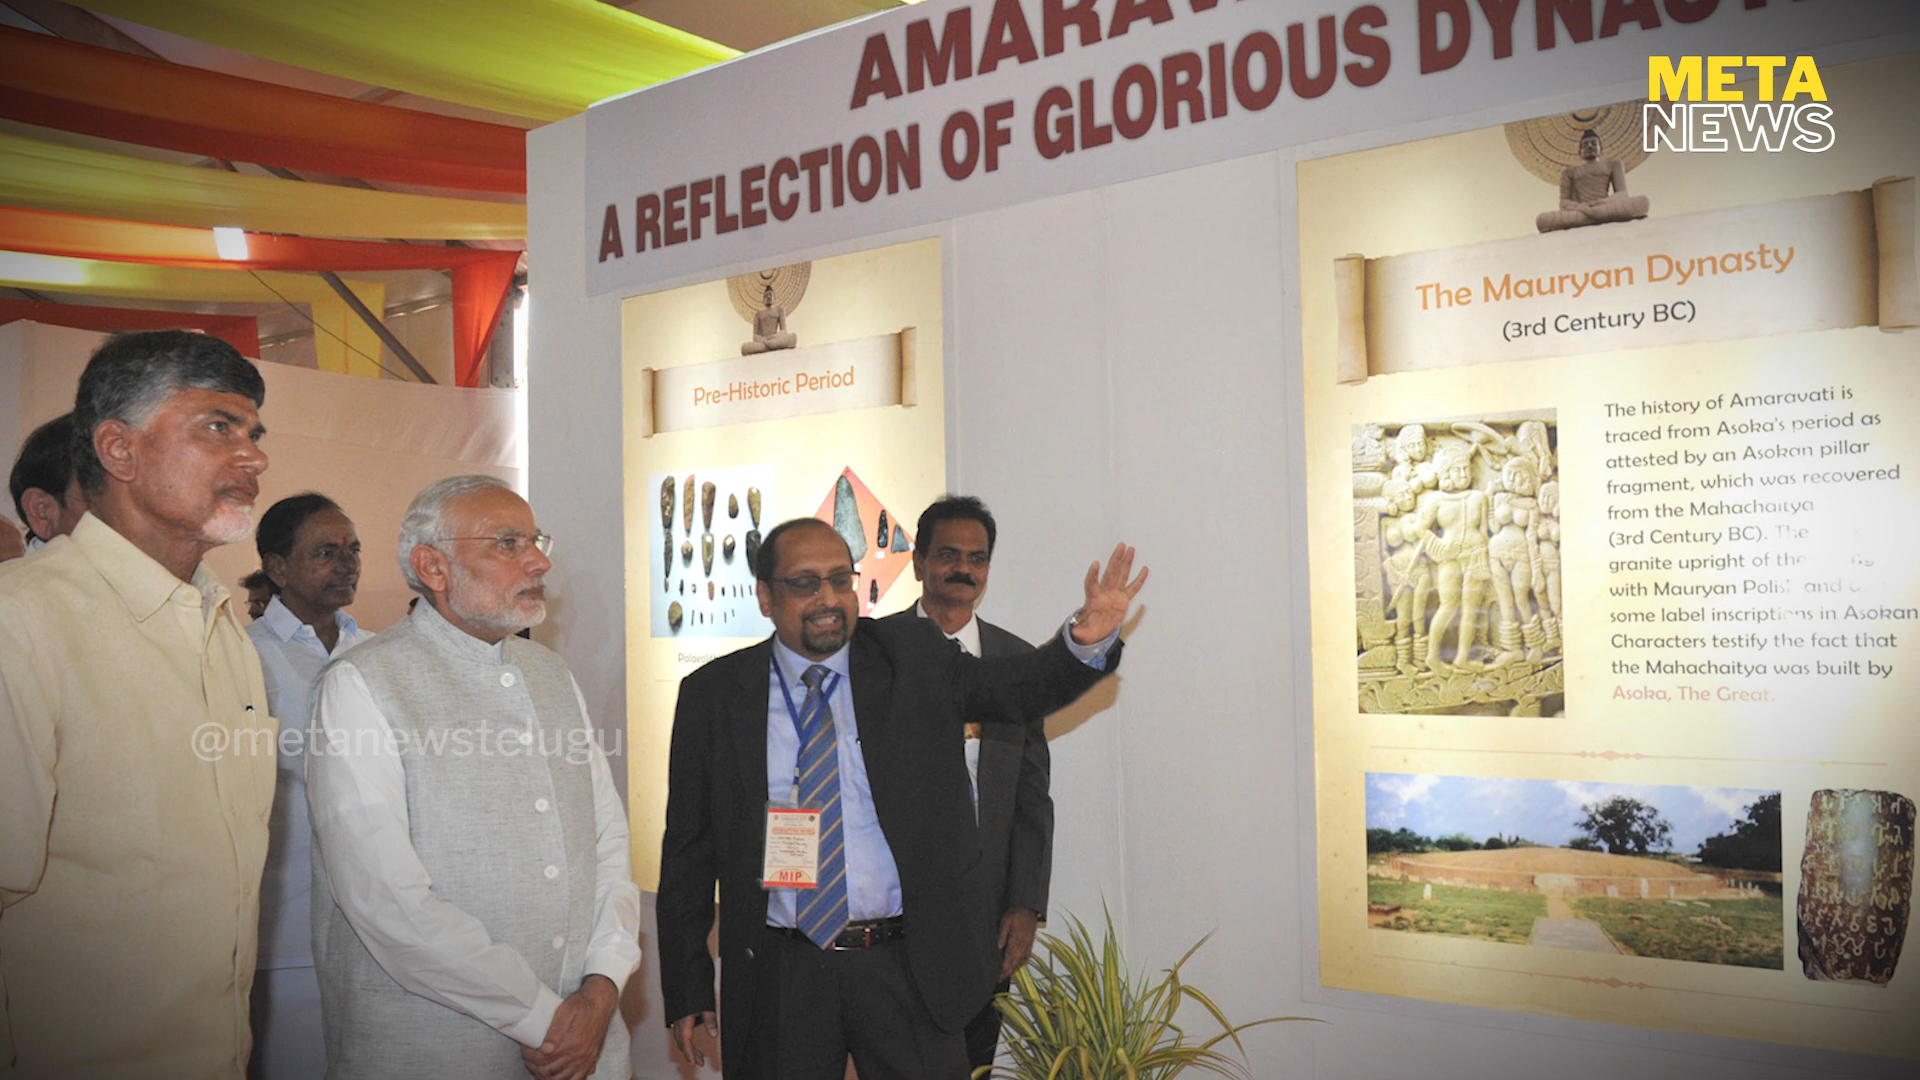 META
NEWS
A REFLECTION OF GLORIOUS
Pre-Historic Period
The Mauryan Dynasty
(3rd Century BC)
The history of Amaravati is
traced from Asoka's period as
attested by an Asokan pillar
fragment, which was recovered
from the Mahachaitya
(3rd Century BC). The
granite upright of the
with Mauryan Polish and
some label inscriptions in Asokan
Characters testify the fact that
the Mahachaitya was built by
Asoka, The Great.
@metanewstelugu
MIP